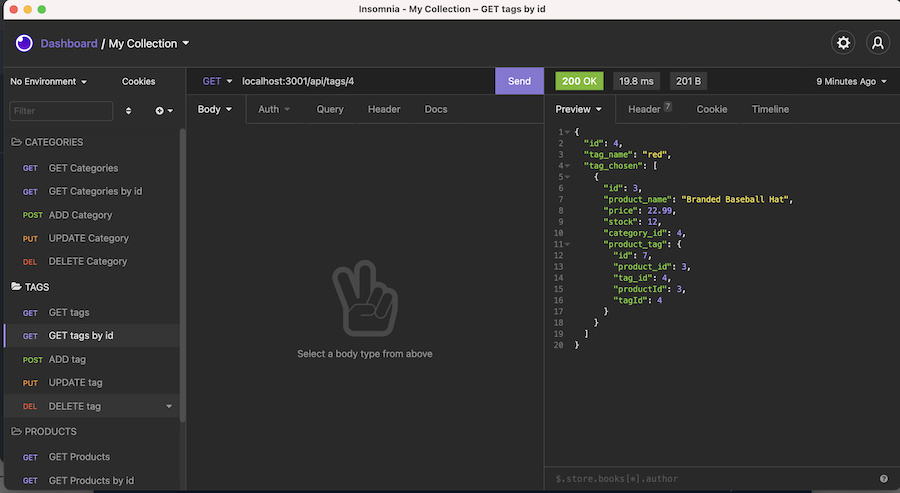 Insomnia - My Collection – GET tags by id
Dashboard / My Collection
No Environment
Cookies
GET
localhost:3001/api/tags/4
Send
200 OK
19.8 ms
201 B
9 Minutes Ago
Filter
Body
Auth
Query
Header
Docs
Preview
Header 7
Cookie
Timeline
CATEGORIES
GET GET Categories
GET GET Categories by id
POST ADD Category
PUT UPDATE Category
DEL DELETE Category
TAGS
GET GET tags
GET GET tags by id
POST ADD tag
PUT UPDATE tag
DEL DELETE tag
PRODUCTS
GET GET Products
GET GET Products by id
Select a body type from above
1 {
2 "id": 4,
3 "tag_name": "red",
4 "tag_chosen": [
5 {
6 "id": 3,
7 "product_name": "Branded Baseball Hat",
8 "price": 22.99,
9 "stock": 12,
10 "category_id": 4,
11 "product_tag": {
12 "id": 7,
13 "product_id": 3,
14 "tag_id": 4,
15 "productId": 3,
16 "tagId": 4
17 }
18 }
19 ]
20 }
$.store.books[*].author